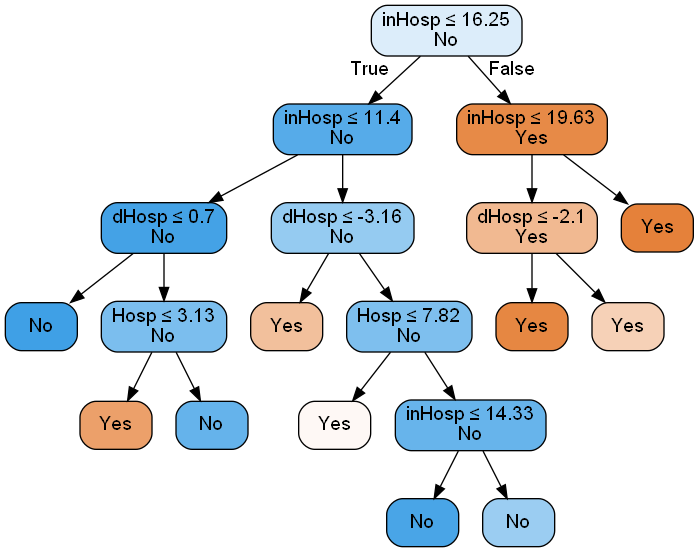 inHosp ≤ 16.25
No
True
False
inHosp ≤ 11.4
No
inHosp ≤ 19.63
Yes
dHosp ≤ 0.7
No
dHosp ≤ -3.16
No
dHosp ≤ -2.1
Yes
Yes
No
Hosp ≤ 3.13
No
Yes
Hosp ≤ 7.82
No
Yes
Yes
Yes
No
Yes
inHosp ≤ 14.33
No
No
No